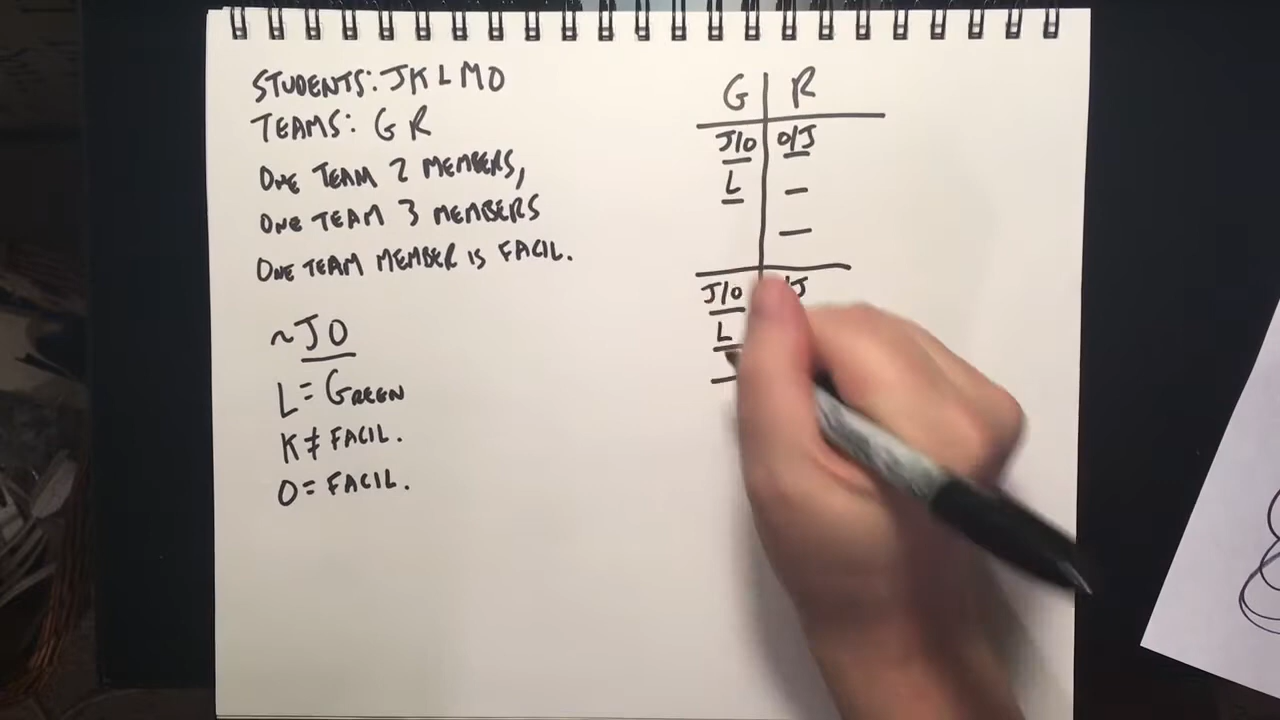 STUDENTS: JKLMO
TEAMS: G R
ONE TEAM 2 MEMBERS,
ONE TEAM 3 MEMBERS
ONE TEAM MEMBER IS FACIL.
~JO
L = GREEN
K ≠ FACIL.
O = FACIL.
G R
J/O O/J
L
J/O /J
L